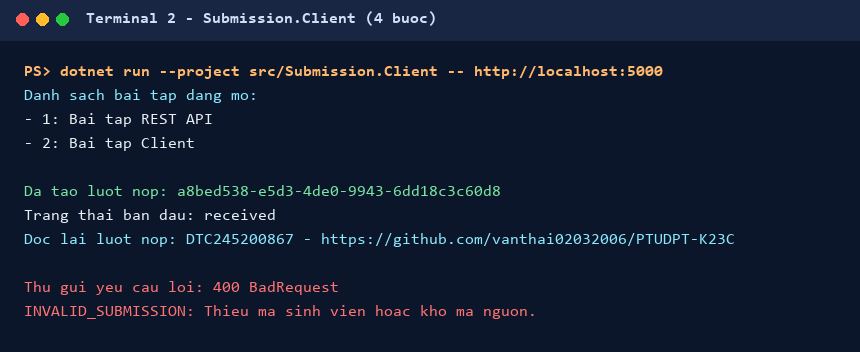 Terminal 2 - Submission.Client (4 buoc)
PS> dotnet run --project src/Submission.Client -- http://localhost:5000
Danh sach bai tap dang mo:
- 1: Bai tap REST API
- 2: Bai tap Client
Da tao luot nop: a8bed538-e5d3-4de0-9943-6dd18c3c60d8
Trang thai ban dau: received
Doc lai luot nop: DTC245200867 - https://github.com/vanthai02032006/PTUDPT-K23C
Thu gui yeu cau loi: 400 BadRequest
INVALID_SUBMISSION: Thieu ma sinh vien hoac kho ma nguon.